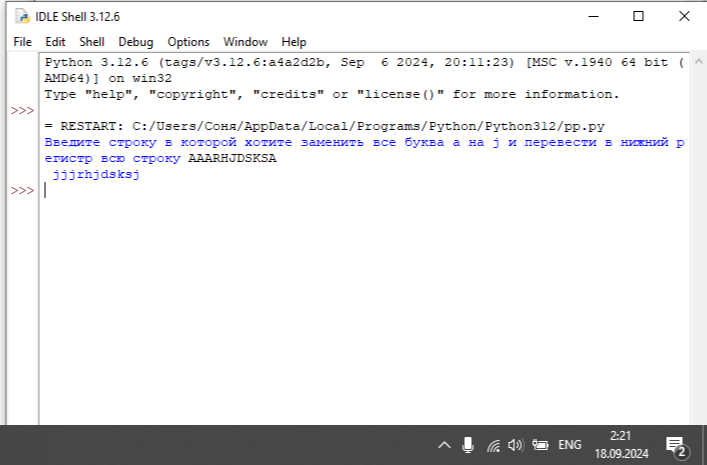 IDLE Shell 3.12.6
File Edit Shell Debug Options Window Help
Python 3.12.6 (tags/v3.12.6:a4a2d2b, Sep  6 2024, 20:11:23) [MSC v.1940 64 bit (
AMD64)] on win32
Type "help", "copyright", "credits" or "license()" for more information.
>>>
= RESTART: C:/Users/Соня/AppData/Local/Programs/Python/Python312/pp.py
Введите строку в которой хотите заменить все буква а на j и перевести в нижний р
егистр всю строку AAARHJDSKSA
jjjrhjdsksj
>>>
ENG
2:21
18.09.2024
2